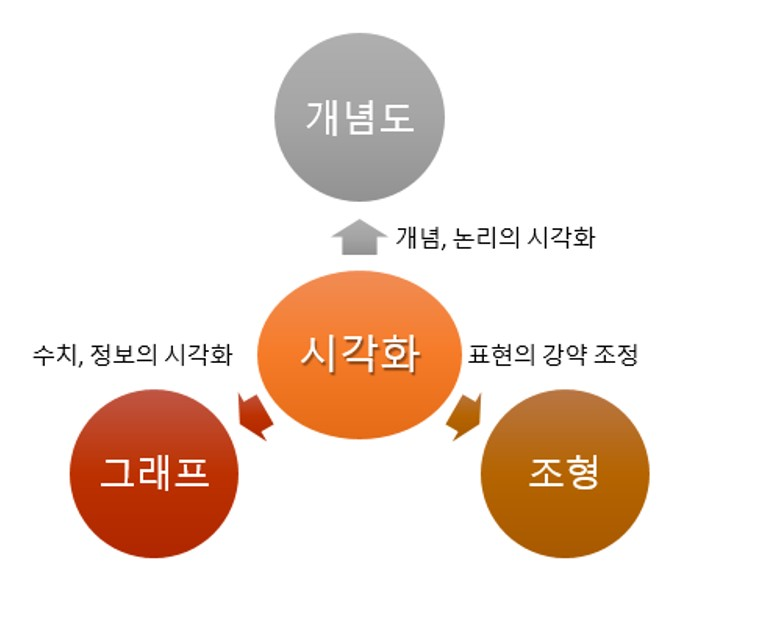 개념도
개념, 논리의 시각화
시각화
수치, 정보의 시각화
표현의 강약 조정
그래프
조형